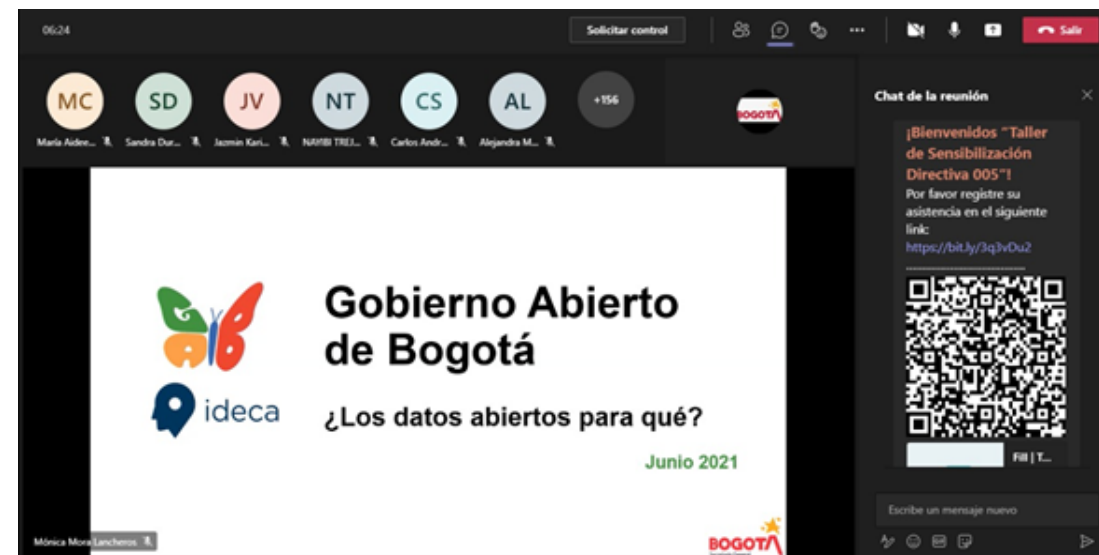 06:24
Solicitar control
Salir
MC
SD
JV
NT
CS
AL
+156
BOGOTÁ
María Aidee...
Sandra Dur...
Jazmin Kari...
NAYIBI TREJ...
Carlos Andr...
Alejandra M...
Chat de la reunión
¡Bienvenidos "Taller
de Sensibilización
Directiva 005"!
Por favor registre su
asistencia en el siguiente
link:
https://bit.ly/3q3vDu2
------------------------
Fill | T...
Escribe un mensaje nuevo
GAB
ideca
Gobierno Abierto
de Bogotá
¿Los datos abiertos para qué?
Junio 2021
BOGOTÁ
Mónica Mora Lancheros